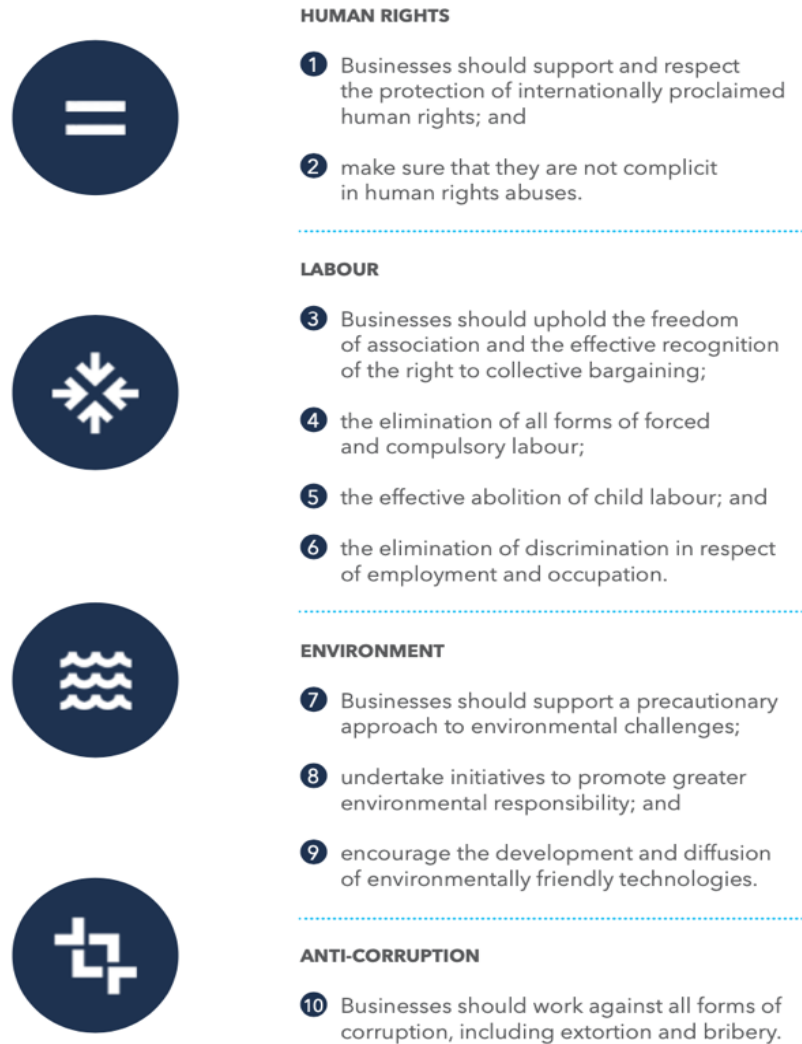 HUMAN RIGHTS
1 Businesses should support and respect
the protection of internationally proclaimed
human rights; and
2 make sure that they are not complicit
in human rights abuses.
LABOUR
3 Businesses should uphold the freedom
of association and the effective recognition
of the right to collective bargaining;
4 the elimination of all forms of forced
and compulsory labour;
5 the effective abolition of child labour; and
6 the elimination of discrimination in respect
of employment and occupation.
ENVIRONMENT
7 Businesses should support a precautionary
approach to environmental challenges;
8 undertake initiatives to promote greater
environmental responsibility; and
9 encourage the development and diffusion
of environmentally friendly technologies.
ANTI-CORRUPTION
10 Businesses should work against all forms of
corruption, including extortion and bribery.